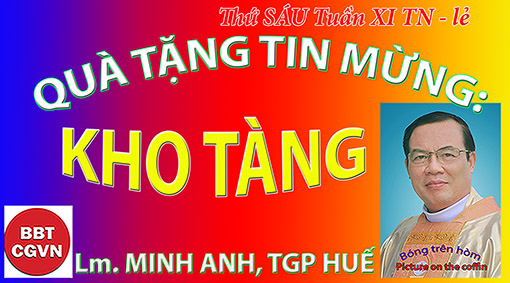 Thứ SÁU Tuần XI TN - lẻ
QUÀ TẶNG TIN MỪNG:
KHO TÀNG
Bóng trên hòm
Picture on the coffin
BBT
CGVN
Lm. MINH ANH, TGP HUẾ